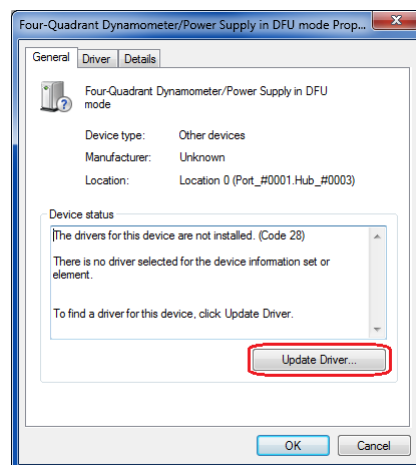 Four-Quadrant Dynamometer/Power Supply in DFU mode Prop...
General Driver Details
Four-Quadrant Dynamometer/Power Supply in DFU
mode
Device type: Other devices
Manufacturer: Unknown
Location: Location 0 (Port_#0001.Hub_#0003)
Device status
The drivers for this device are not installed. (Code 28)
There is no driver selected for the device information set or
element.
To find a driver for this device, click Update Driver.
Update Driver...
OK Cancel